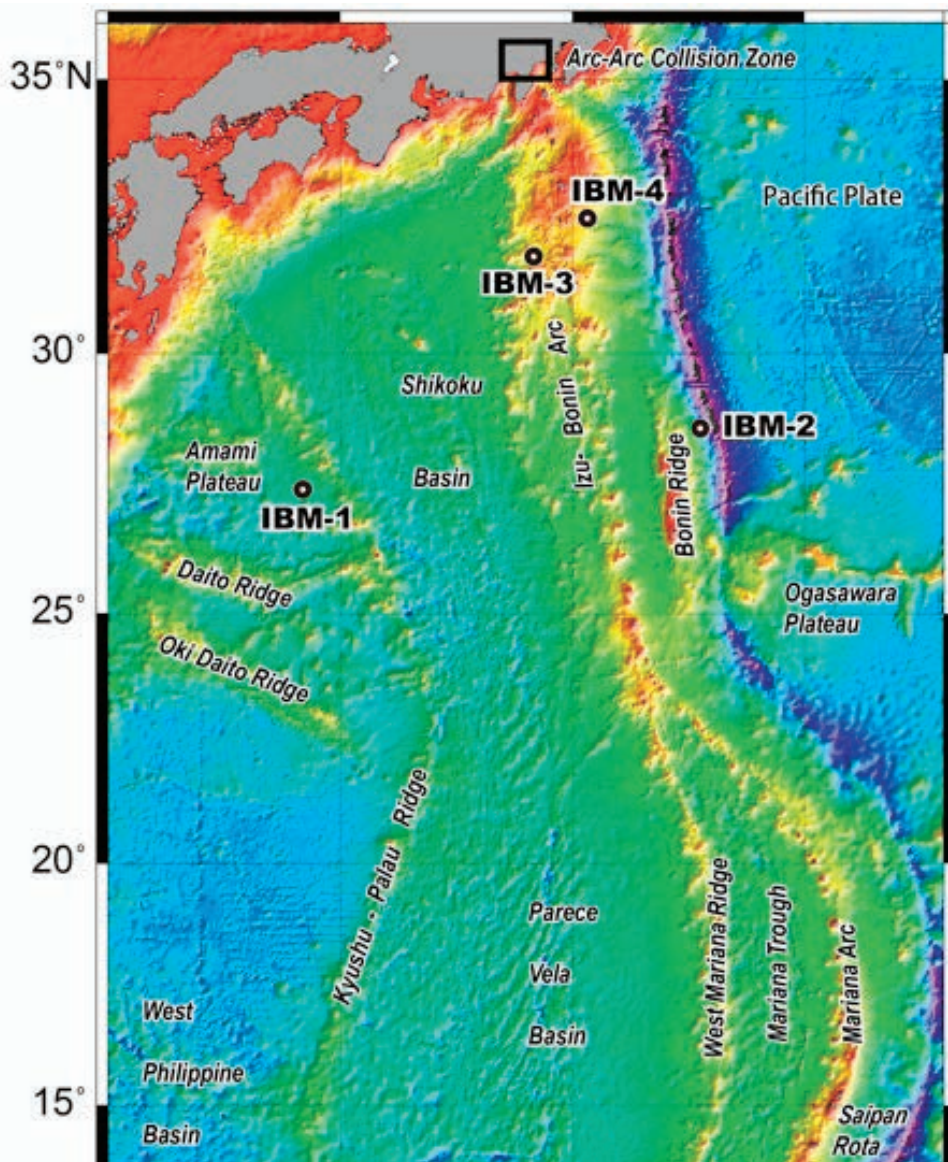 35°N
Arc-Arc Collision Zone
IBM-4
Pacific Plate
IBM-3
30°
Shikoku
Basin
Izu- Bonin Arc
IBM-2
Bonin Ridge
Amami
Plateau
IBM-1
Daito Ridge
25°
Ogasawara
Plateau
Oki Daito Ridge
Kyushu - Palau Ridge
20°
Parece
Vela
Basin
West Mariana Ridge
Mariana Trough
Mariana Arc
West
Philippine
Basin
15°
Saipan
Rota